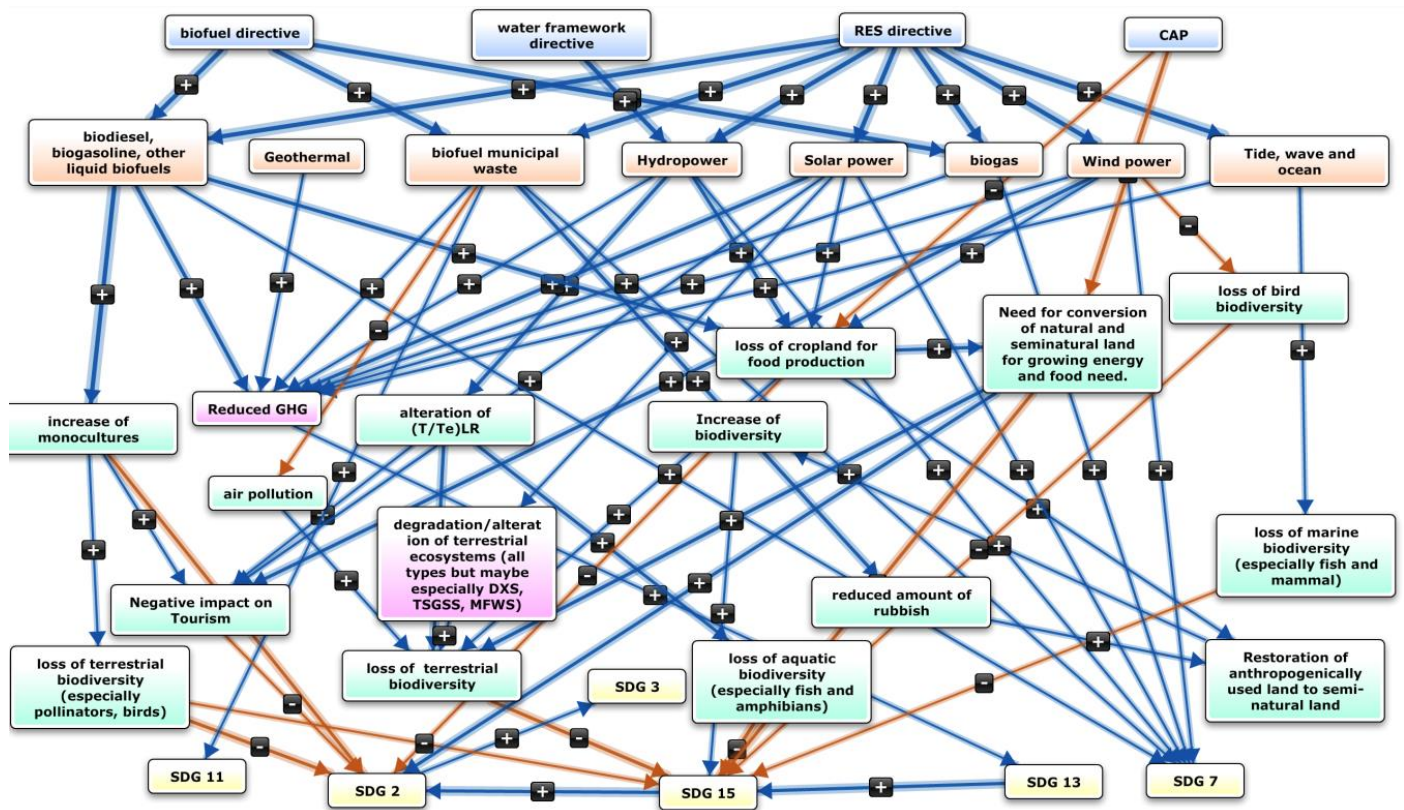 biofuel directive
water framework
directive
RES directive
CAP
biodiesel,
biogasoline, other
liquid biofuels
Geothermal
biofuel municipal
waste
Hydropower
Solar power
biogas
Wind power
Tide, wave and
ocean
loss of bird
biodiversity
Need for conversion
of natural and
seminatural land
for growing energy
and food need.
loss of cropland for
food production
Reduced GHG
increase of
monocultures
alteration of
(T/Te)LR
Increase of
biodiversity
air pollution
degradation/alterat
ion of terrestrial
ecosystems (all
types but maybe
especially DXS,
TSGSS, MFWS)
loss of marine
biodiversity
(especially fish and
mammal)
Negative impact on
Tourism
reduced amount of
rubbish
loss of terrestrial
biodiversity
(especially
pollinators, birds)
loss of terrestrial
biodiversity
SDG 3
loss of aquatic
biodiversity
(especially fish and
amphibians)
Restoration of
anthropogenically
used land to semi-
natural land
SDG 11
SDG 2
SDG 15
SDG 13
SDG 7